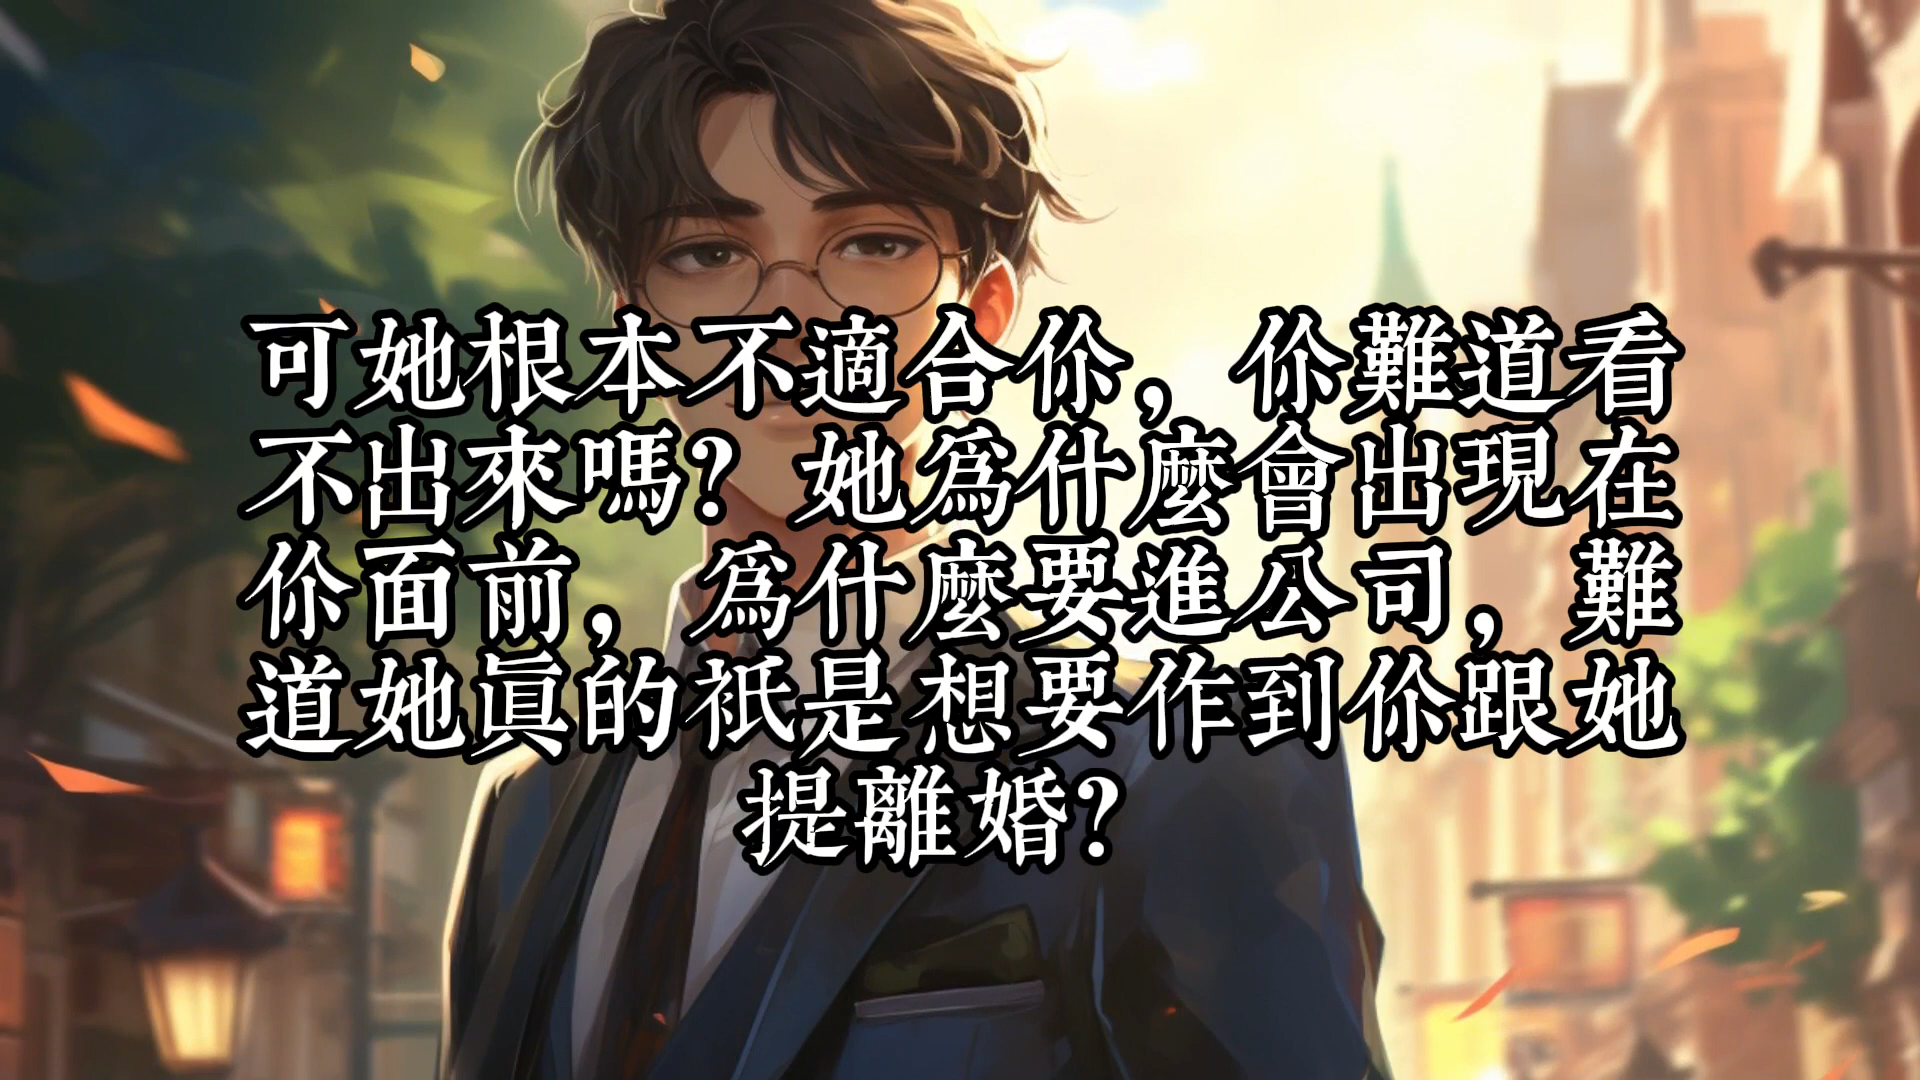 可她根本不適合你，你難道看
不出來嗎？她爲什麼會出現在
你面前，爲什麼要進公司，難
道她眞的衹是想要作到你跟她
提離婚？